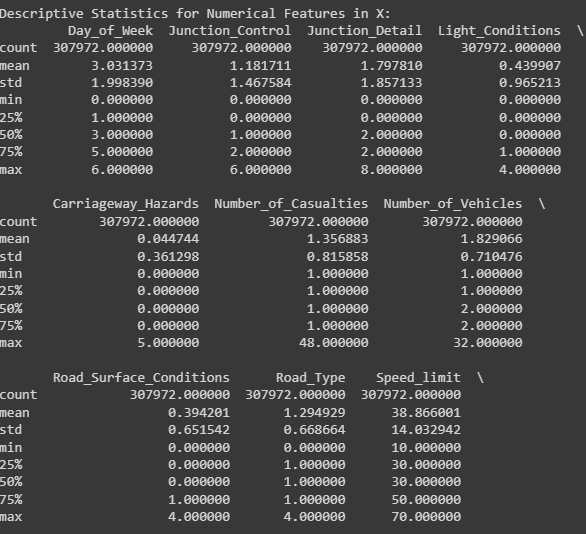 Descriptive Statistics for Numerical Features in X:
Day_of_Week Junction_Control Junction_Detail Light_Conditions \
count 307972.000000 307972.000000 307972.000000 307972.000000
mean 3.031373 1.181711 1.797810 0.439907
std 1.998390 1.467584 1.857133 0.965213
min 0.000000 0.000000 0.000000 0.000000
25% 1.000000 0.000000 0.000000 0.000000
50% 3.000000 1.000000 2.000000 0.000000
75% 5.000000 2.000000 2.000000 1.000000
max 6.000000 6.000000 8.000000 4.000000
Carriageway_Hazards Number_of_Casualties Number_of_Vehicles \
count 307972.000000 307972.000000 307972.000000
mean 0.044744 1.356883 1.829066
std 0.361298 0.815858 0.710476
min 0.000000 1.000000 1.000000
25% 0.000000 1.000000 1.000000
50% 0.000000 1.000000 2.000000
75% 0.000000 1.000000 2.000000
max 5.000000 48.000000 32.000000
Road_Surface_Conditions Road_Type Speed_limit \
count 307972.000000 307972.000000 307972.000000
mean 0.394201 1.294929 38.866001
std 0.651542 0.668664 14.032942
min 0.000000 0.000000 10.000000
25% 0.000000 1.000000 30.000000
50% 0.000000 1.000000 30.000000
75% 1.000000 1.000000 50.000000
max 4.000000 4.000000 70.000000